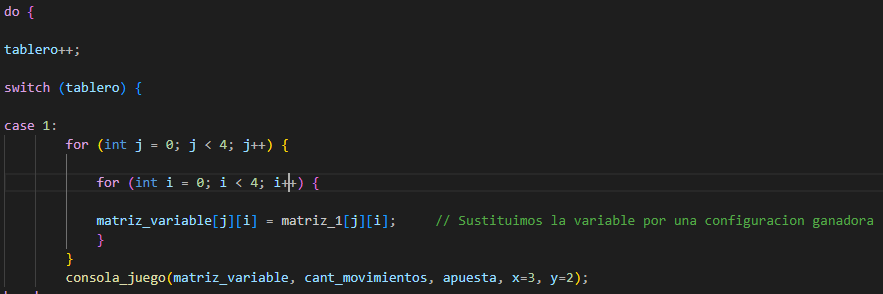 do {
tablero++;
switch (tablero) {
case 1:
for (int j = 0; j < 4; j++) {
for (int i = 0; i < 4; i++) {
matriz_variable[j][i] = matriz_1[j][i];     // Sustituimos la variable por una configuracion ganadora
}
}
consola_juego(matriz_variable, cant_movimientos, apuesta, x=3, y=2);